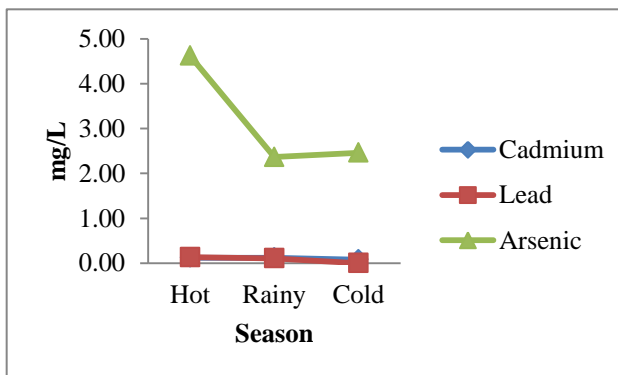 5.00
4.00
3.00
2.00
1.00
0.00
mg/L
Hot Rainy Cold
Season
Cadmium
Lead
Arsenic